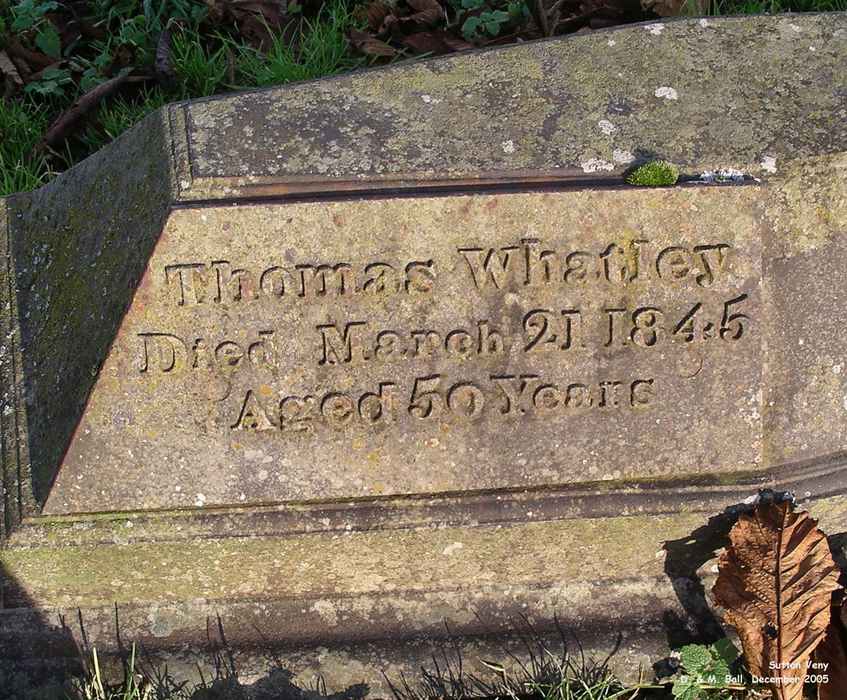 Thomas Whatley
Died March 21 1845
Aged 50 Years
Sutton Veny
D. & M. Ball, December 2005